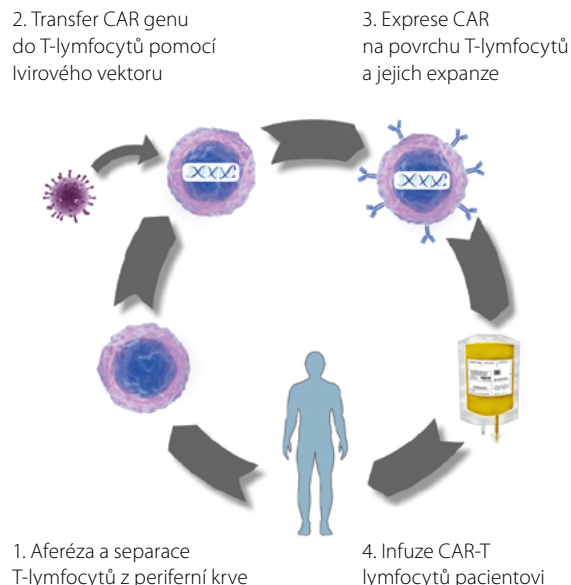 2. Transfer CAR genu
do T-lymfocytů pomocí
lvirového vektoru
3. Exprese CAR
na povrchu T-lymfocytů
a jejich expanze
1. Aferéza a separace
T-lymfocytů z periferní krve
4. Infuze CAR-T
lymfocytů pacientovi